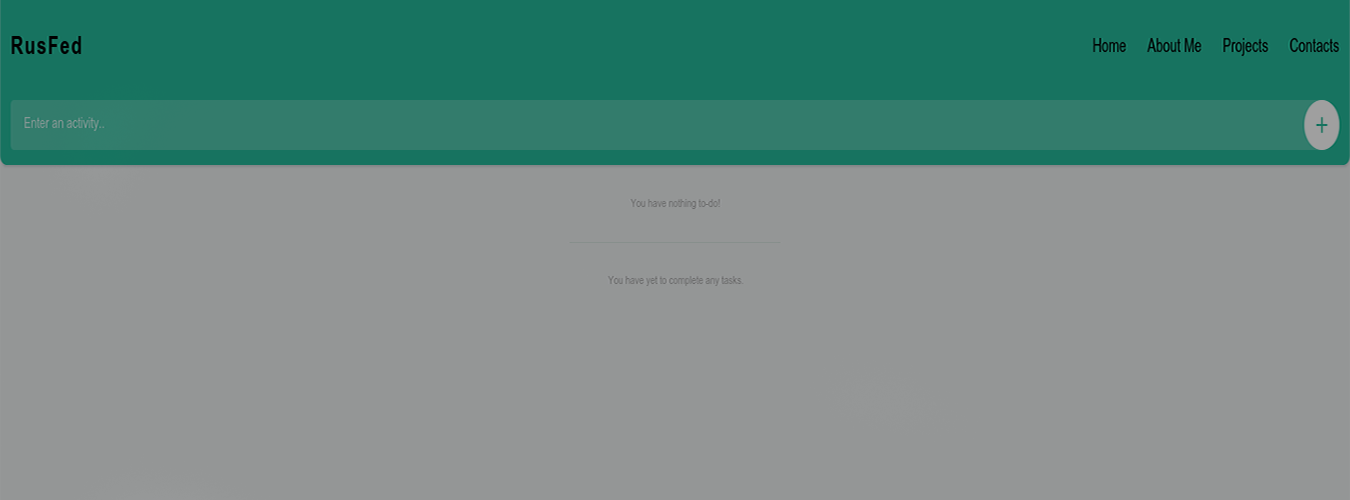 RusFed
Home About Me Projects Contacts
Enter an activity..
+
You have nothing to-do!
You have yet to complete any tasks.